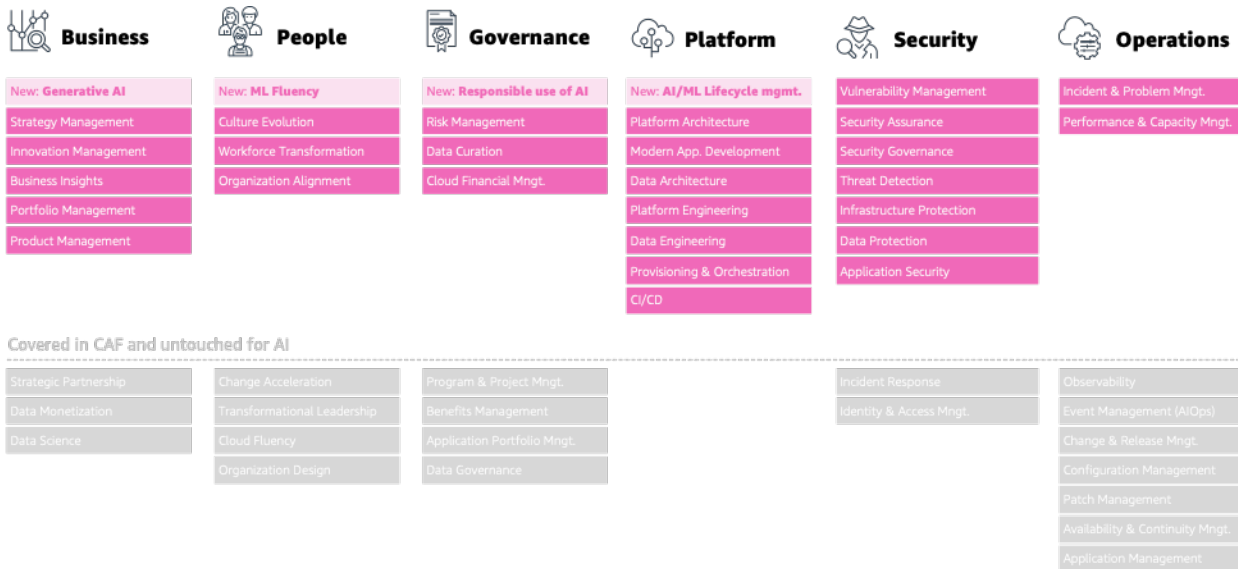 Business
New: Generative AI
Strategy Management
Innovation Management
Business Insights
Portfolio Management
Product Management
People
New: ML Fluency
Culture Evolution
Workforce Transformation
Organization Alignment
Governance
New: Responsible use of AI
Risk Management
Data Curation
Cloud Financial Mngt.
Platform
New: AI/ML Lifecycle mgmt.
Platform Architecture
Modern App. Development
Data Architecture
Platform Engineering
Data Engineering
Provisioning & Orchestration
CI/CD
Security
Vulnerability Management
Security Assurance
Security Governance
Threat Detection
Infrastructure Protection
Data Protection
Application Security
Operations
Incident & Problem Mngt.
Performance & Capacity Mngt.
Covered in CAF and untouched for AI
Strategic Partnership
Data Monetization
Data Science
Change Acceleration
Transformational Leadership
Cloud Fluency
Organization Design
Program & Project Mngt.
Benefits Management
Application Portfolio Mngt.
Data Governance
Incident Response
Identity & Access Mngt.
Observability
Event Management (AIOps)
Change & Release Mngt.
Configuration Management
Patch Management
Availability & Continuity Mngt.
Application Management